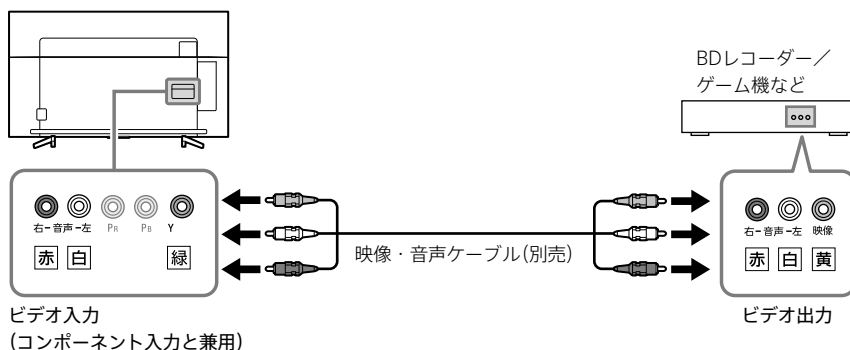 BDレコーダー／
ゲーム機など
右－音声－左 PR PB Y
赤 白 緑
映像・音声ケーブル(別売)
右－音声－左 映像
赤 白 黄
ビデオ入力
(コンポーネント入力と兼用)
ビデオ出力